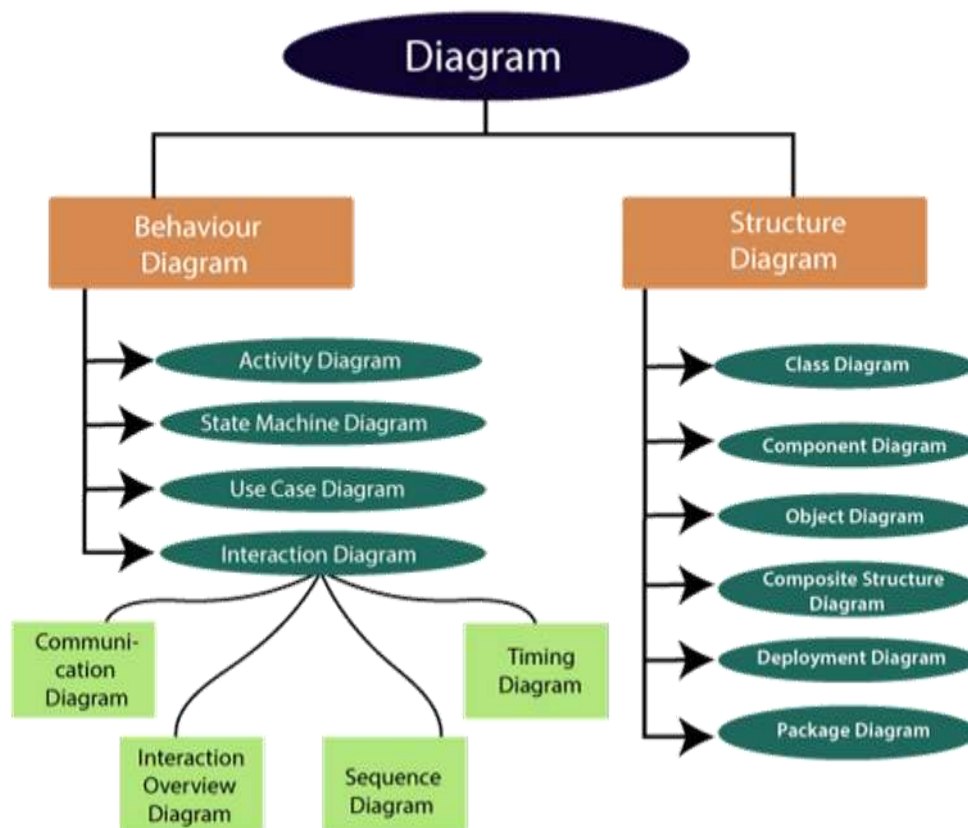 Diagram
Behaviour
Diagram
Activity Diagram
State Machine Diagram
Use Case Diagram
Interaction Diagram
Communi-
cation
Diagram
Interaction
Overview
Diagram
Sequence
Diagram
Timing
Diagram
Structure
Diagram
Class Diagram
Component Diagram
Object Diagram
Composite Structure
Diagram
Deployment Diagram
Package Diagram